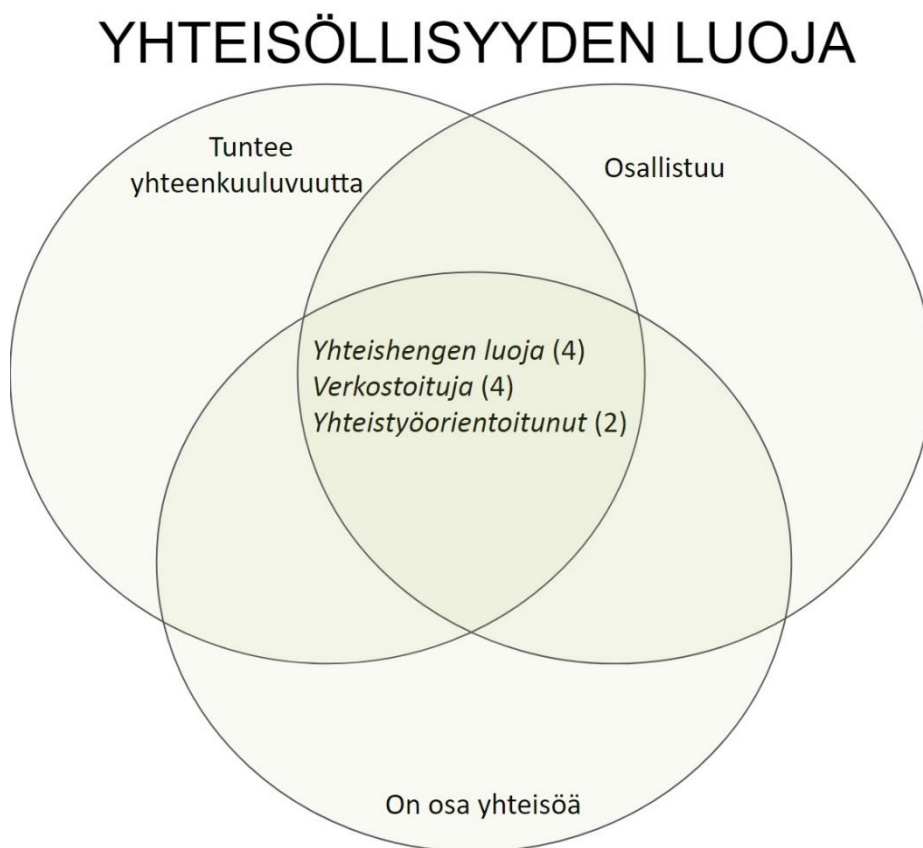 YHTEISÖLLISYYDEN LUOJA
Tuntee
yhteenkuuluvuutta
Osallistuu
Yhteishengen luoja (4)
Verkostoituja (4)
Yhteistyöorientoitunut (2)
On osa yhteisöä